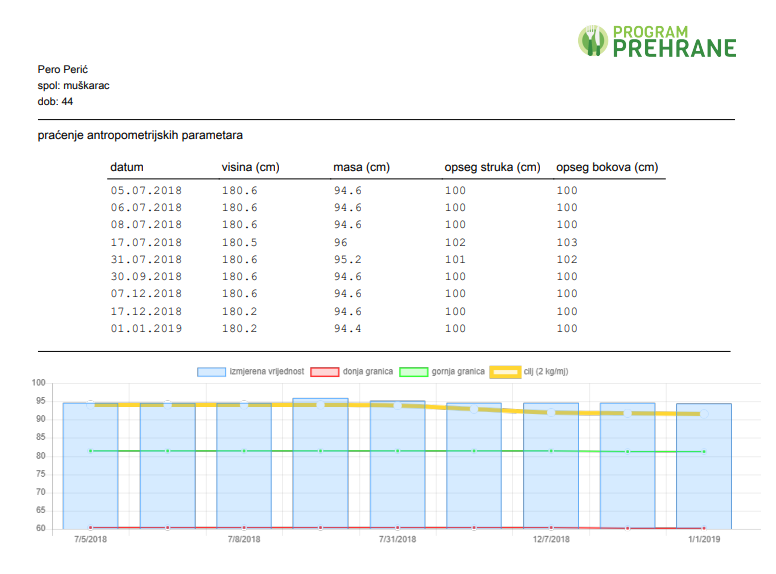 PROGRAM
PREHRANE
Pero Perić
spol: muškarac
dob: 44
praćenje antropometrijskih parametara
datum visina (cm) masa (cm) opseg struka (cm) opseg bokova (cm)
05.07.2018 180.6 94.6 100 100
06.07.2018 180.6 94.6 100 100
08.07.2018 180.6 94.6 100 100
17.07.2018 180.5 96 102 103
31.07.2018 180.6 95.2 101 102
30.09.2018 180.6 94.6 100 100
07.12.2018 180.6 94.6 100 100
17.12.2018 180.2 94.6 100 100
01.01.2019 180.2 94.4 100 100
izmjerena vrijednost donja granica gornja granica cilj (2 kg/mj)
100
95
90
85
80
75
70
65
60
7/5/2018 7/8/2018 7/31/2018 12/7/2018 1/1/2019